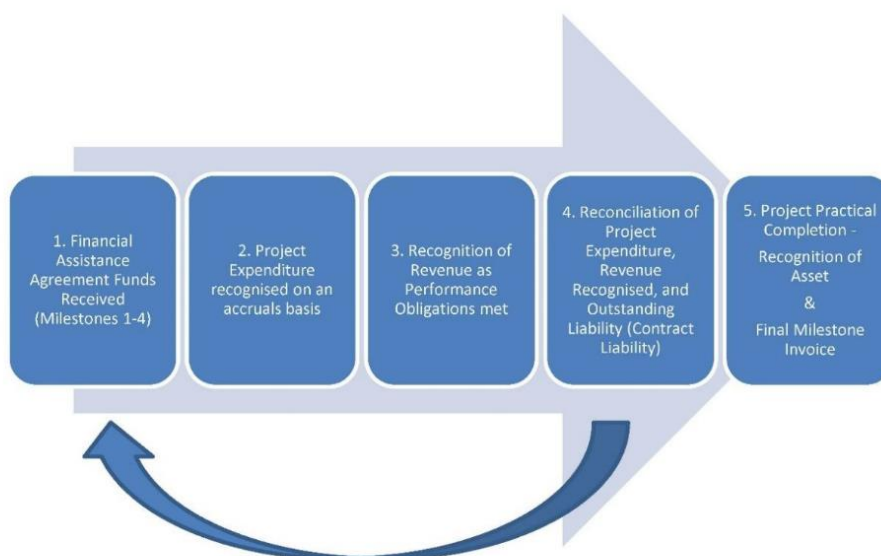 1. Financial
Assistance
Agreement Funds
Received
(Milestones 1-4)
2. Project
Expenditure
recognised on an
accruals basis
3. Recognition of
Revenue as
Performance
Obligations met
4. Reconciliation of
Project
Expenditure,
Revenue
Recognised, and
Outstanding
Liability (Contract
Liability)
5. Project Practical
Completion -
Recognition of
Asset
&
Final Milestone
Invoice